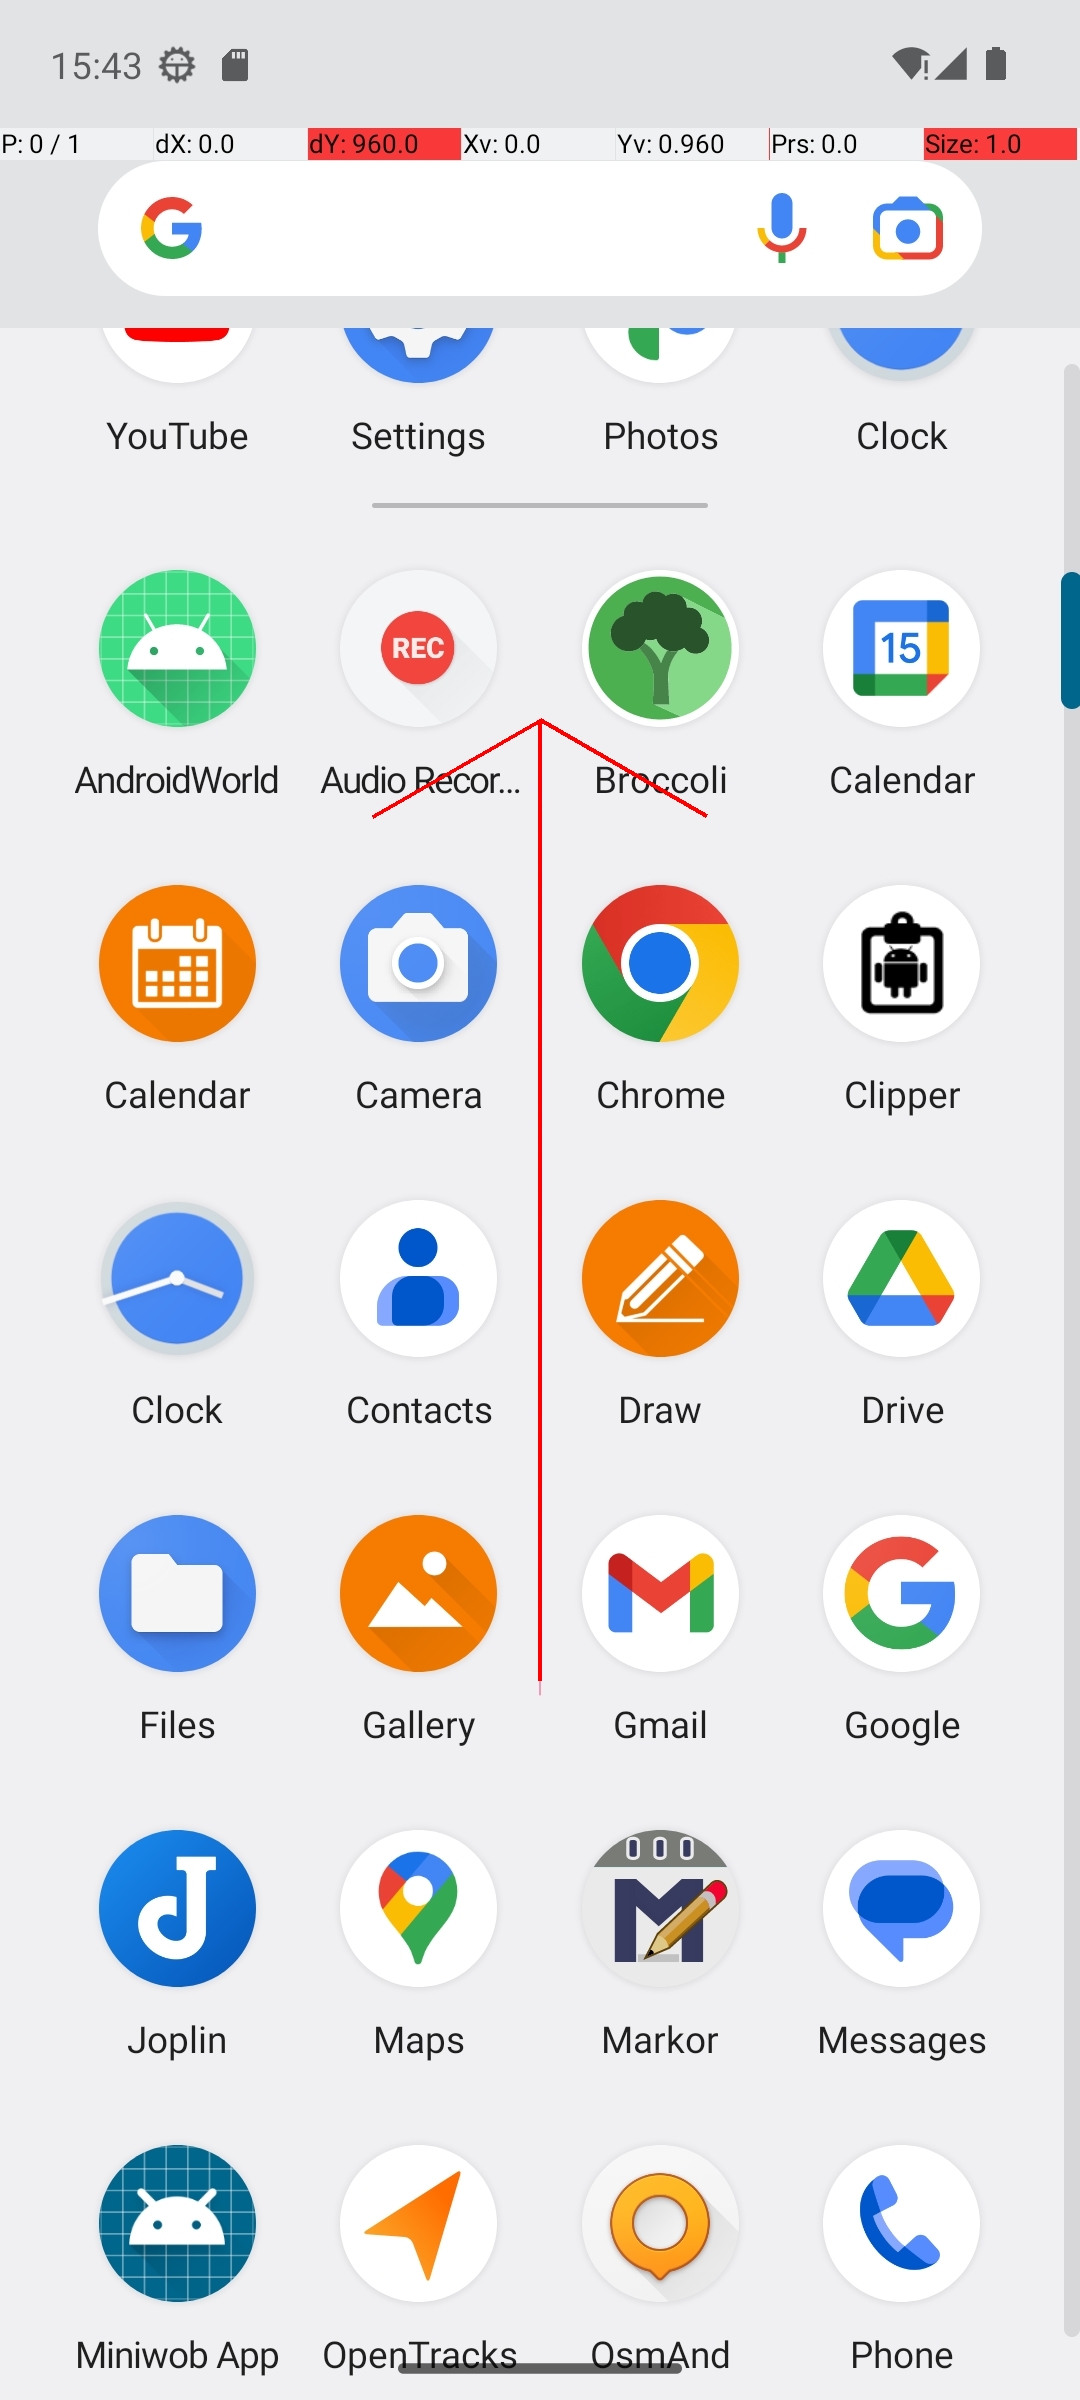 15:43
P: 0 / 1 dX: 0.0 dY: 960.0 Xv: 0.0 Yv: 0.960 Prs: 0.0 Size: 1.0
YouTube Settings Photos Clock
REC 15
AndroidWorld Audio Recor... Broccoli Calendar
Calendar Camera Chrome Clipper
Clock Contacts Draw Drive
Files Gallery Gmail Google
Joplin Maps Markor Messages
Miniwob App OpenTracks OsmAnd Phone